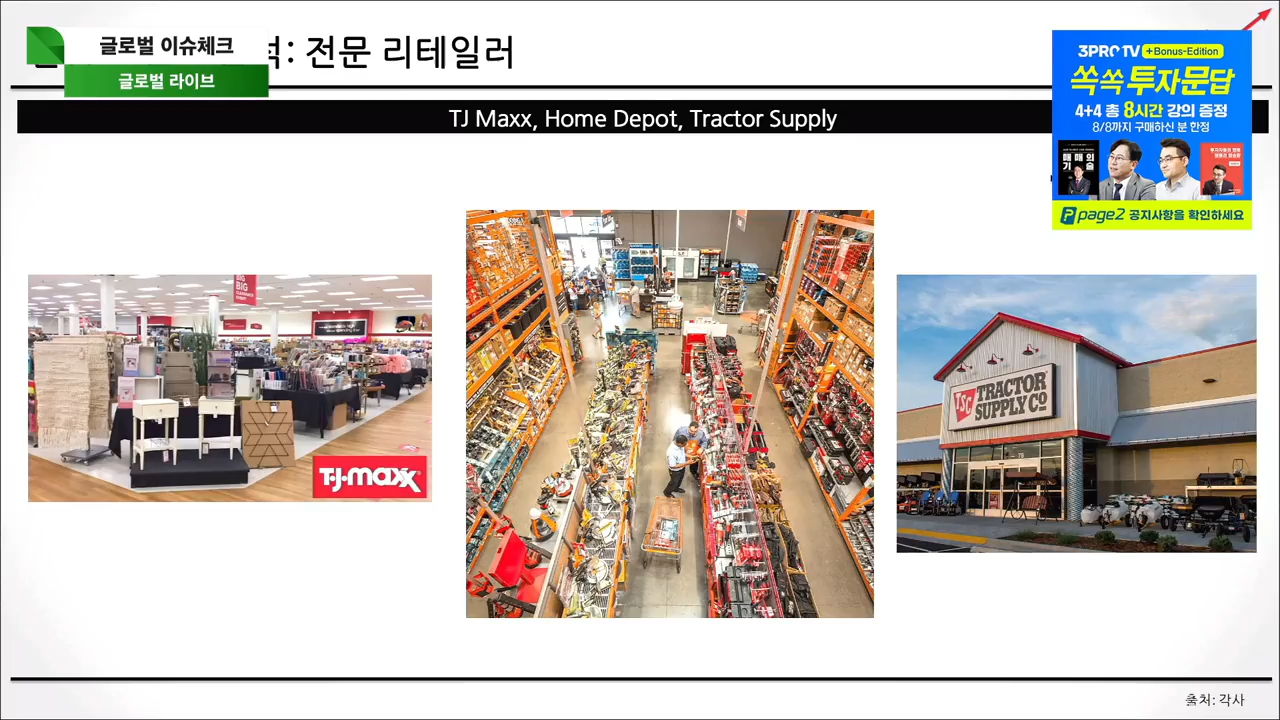 글로벌 이슈체크
글로벌 라이브
: 전문 리테일러
TJ Maxx, Home Depot, Tractor Supply
3PRO TV +Bonus-Edition
쏙쏙 투자문답
4+4 총 8시간 강의 증정
8/8까지 구매하신 분 한정
매매의
기술
page2 공지사항을 확인하세요
BIG
BIG
T·J·maxx
TSC TRACTOR
SUPPLY CO
출처: 각사